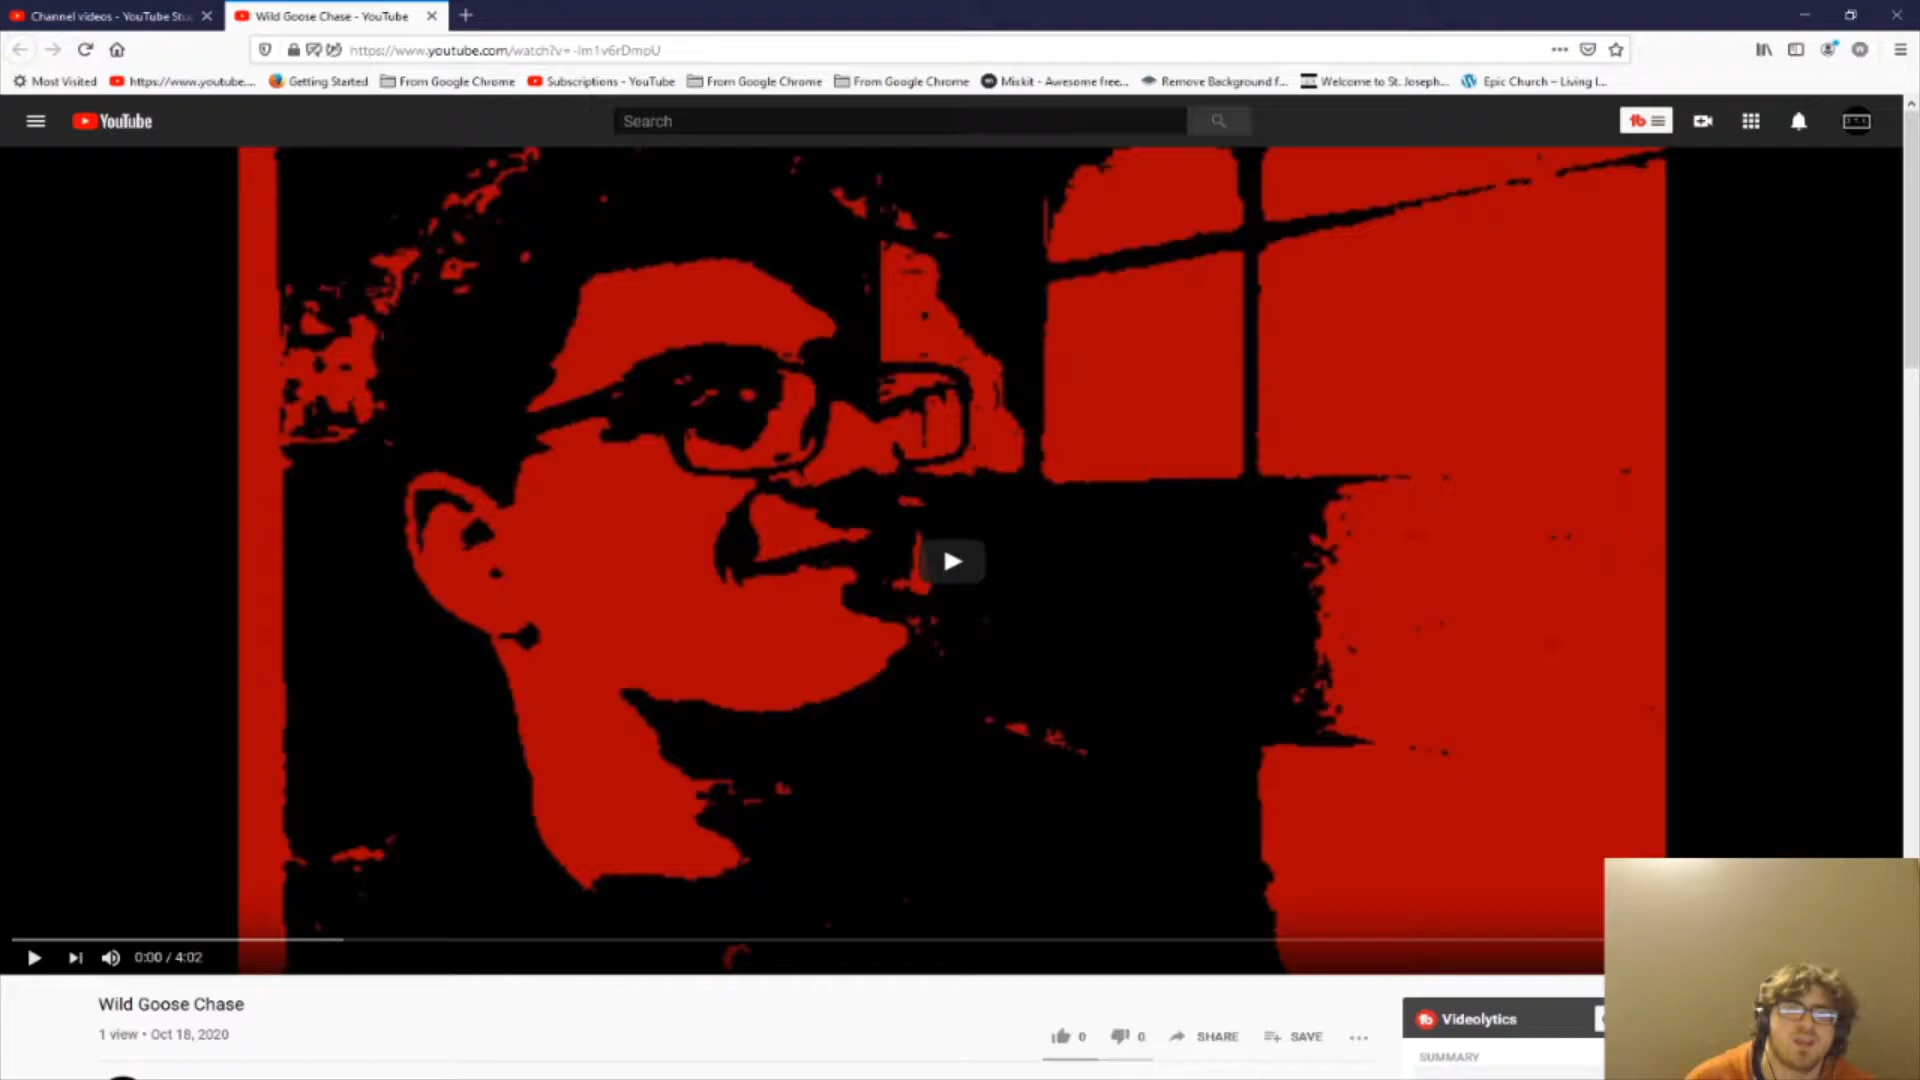 Channel videos - YouTube Stu
Wild Goose Chase - YouTube
https://www.youtube.com/watch?v=-Im1v6rDmpU
Most Visited
https://www.youtube....
Getting Started
From Google Chrome
Subscriptions - YouTube
From Google Chrome
From Google Chrome
Mixkit - Awesome free...
Remove Background f...
Welcome to St. Joseph...
Epic Church – Living I...
YouTube
Search
0:00 / 4:02
Wild Goose Chase
1 view • Oct 18, 2020
0
0
SHARE
SAVE
Videolytics
SUMMARY